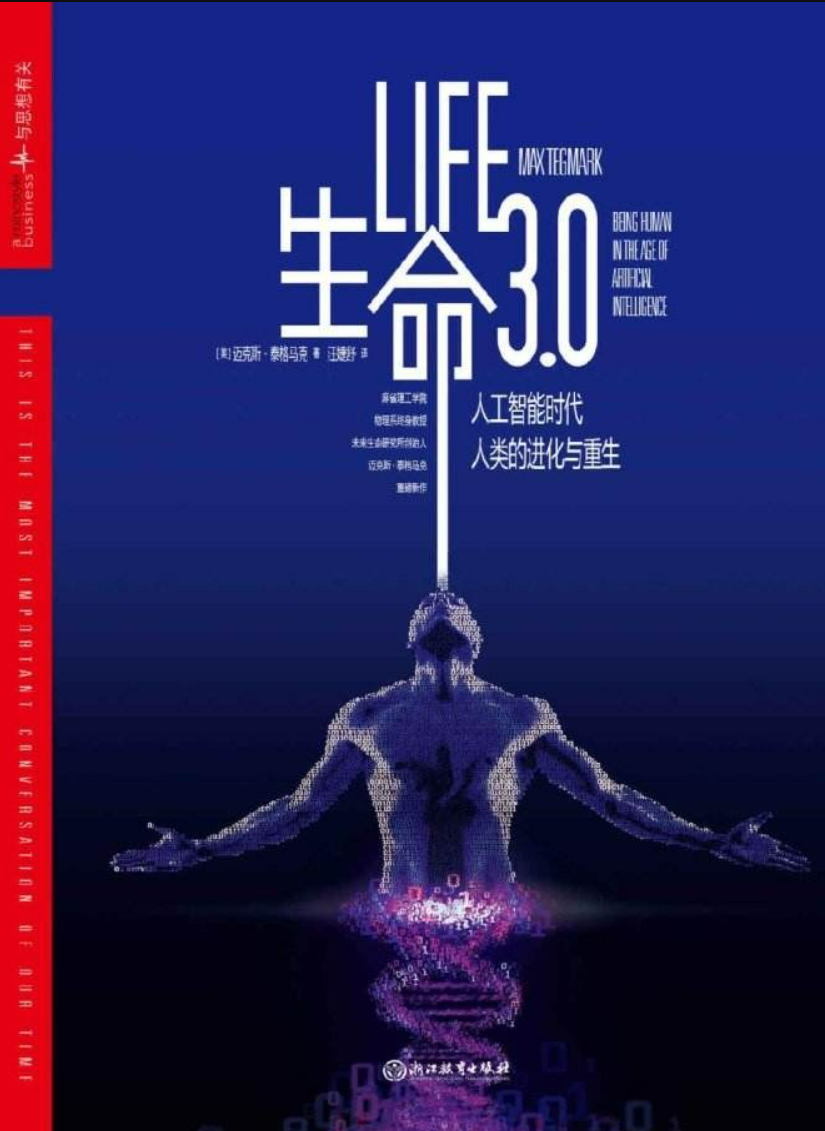 与思想有关
business
THIS IS THE MOST IMPORTANT CONVERSATION OF OUR TIME
LIFE
MAX TEGMARK
生命3.0
BEING HUMAN
IN THE AGE OF
ARTIFICIAL
INTELLIGENCE
[美]迈克斯·泰格马克 著 汪婕舒 译
麻省理工学院
物理系终身教授
未来生命研究所创始人
迈克斯·泰格马克
重磅新作
人工智能时代
人类的进化与重生
浙江教育出版社